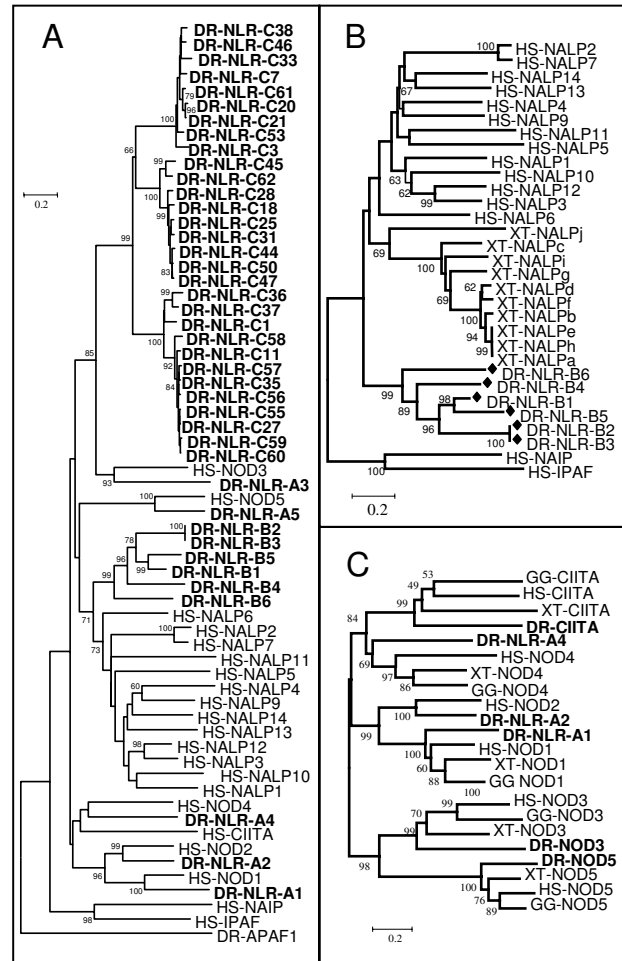 A
DR-NLR-C38
DR-NLR-C46
DR-NLR-C33
DR-NLR-C7
79
DR-NLR-C61
96
DR-NLR-C20
100
DR-NLR-C21
DR-NLR-C53
DR-NLR-C3
66
99
DR-NLR-C45
DR-NLR-C62
0.2
100
DR-NLR-C28
DR-NLR-C18
99
DR-NLR-C25
DR-NLR-C31
99
DR-NLR-C44
DR-NLR-C50
83
DR-NLR-C47
99
DR-NLR-C36
DR-NLR-C37
DR-NLR-C1
100
DR-NLR-C58
85
DR-NLR-C11
92
DR-NLR-C57
84
DR-NLR-C35
DR-NLR-C56
DR-NLR-C55
DR-NLR-C27
DR-NLR-C59
DR-NLR-C60
HS-NOD3
93
DR-NLR-A3
100
HS-NOD5
DR-NLR-A5
100
DR-NLR-B2
78
DR-NLR-B3
96
DR-NLR-B5
99
DR-NLR-B1
99
DR-NLR-B4
DR-NLR-B6
71
HS-NALP6
100
HS-NALP2
73
HS-NALP7
HS-NALP11
HS-NALP5
60
HS-NALP4
HS-NALP9
HS-NALP14
HS-NALP13
98
HS-NALP12
HS-NALP3
HS-NALP10
HS-NALP1
HS-NOD4
DR-NLR-A4
HS-CIITA
99
HS-NOD2
DR-NLR-A2
96
HS-NOD1
100
DR-NLR-A1
HS-NAIP
98
HS-IPAF
DR-APAF1
B
100
HS-NALP2
HS-NALP7
67
HS-NALP14
HS-NALP13
HS-NALP4
HS-NALP9
HS-NALP11
HS-NALP5
HS-NALP1
63
HS-NALP10
62
HS-NALP12
99
HS-NALP3
HS-NALP6
XT-NALPj
69
XT-NALPc
100
XT-NALPi
XT-NALPg
69
62
XT-NALPd
XT-NALPf
100
XT-NALPb
94
XT-NALPe
99
XT-NALPh
XT-NALPa
99
DR-NLR-B6
DR-NLR-B4
89
98
DR-NLR-B1
96
DR-NLR-B5
DR-NLR-B2
100
DR-NLR-B3
HS-NAIP
100
HS-IPAF
0.2
C
53
GG-CIITA
49
HS-CIITA
99
XT-CIITA
84
DR-CIITA
DR-NLR-A4
69
HS-NOD4
97
XT-NOD4
86
GG-NOD4
HS-NOD2
100
DR-NLR-A2
99
DR-NLR-A1
100
HS-NOD1
60
XT-NOD1
88
GG NOD1
100
99
HS-NOD3
70
GG-NOD3
99
XT-NOD3
DR-NOD3
98
DR-NOD5
100
XT-NOD5
76
HS-NOD5
89
GG-NOD5
0.2